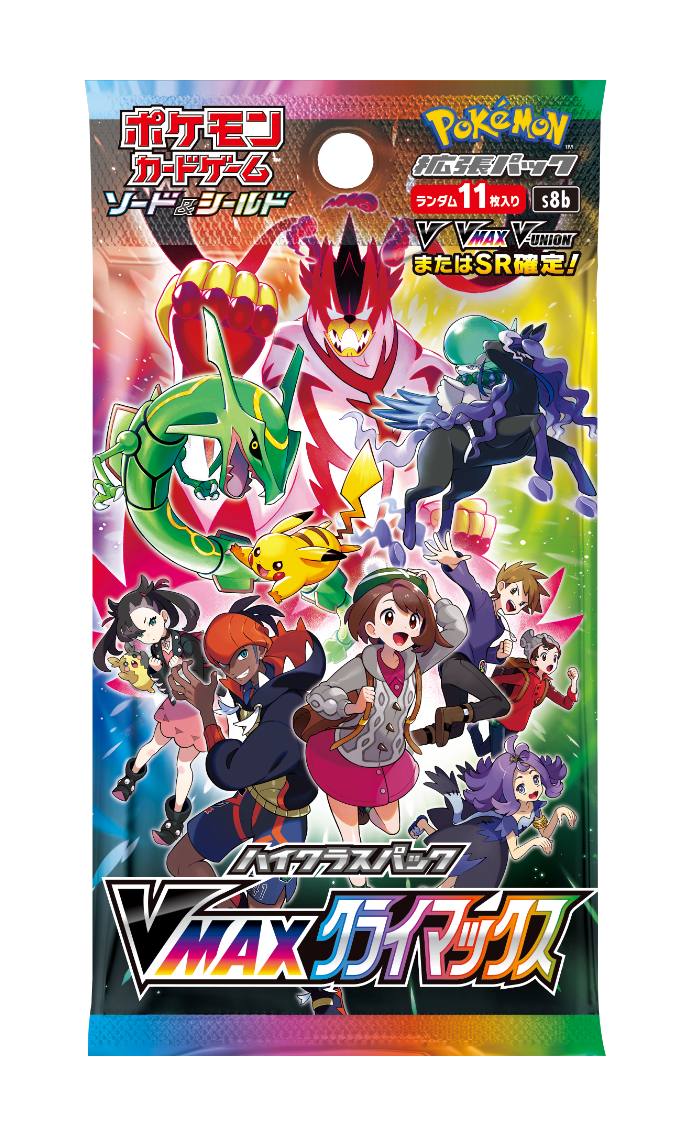 ポケモン
カードゲーム
ソード&シールド
POKéMON
TM
拡張パック
ランダム11枚入り
s8b
V VMAX V-UNION
またはSR確定!
ハイクラスパック
VMAXクライマックス